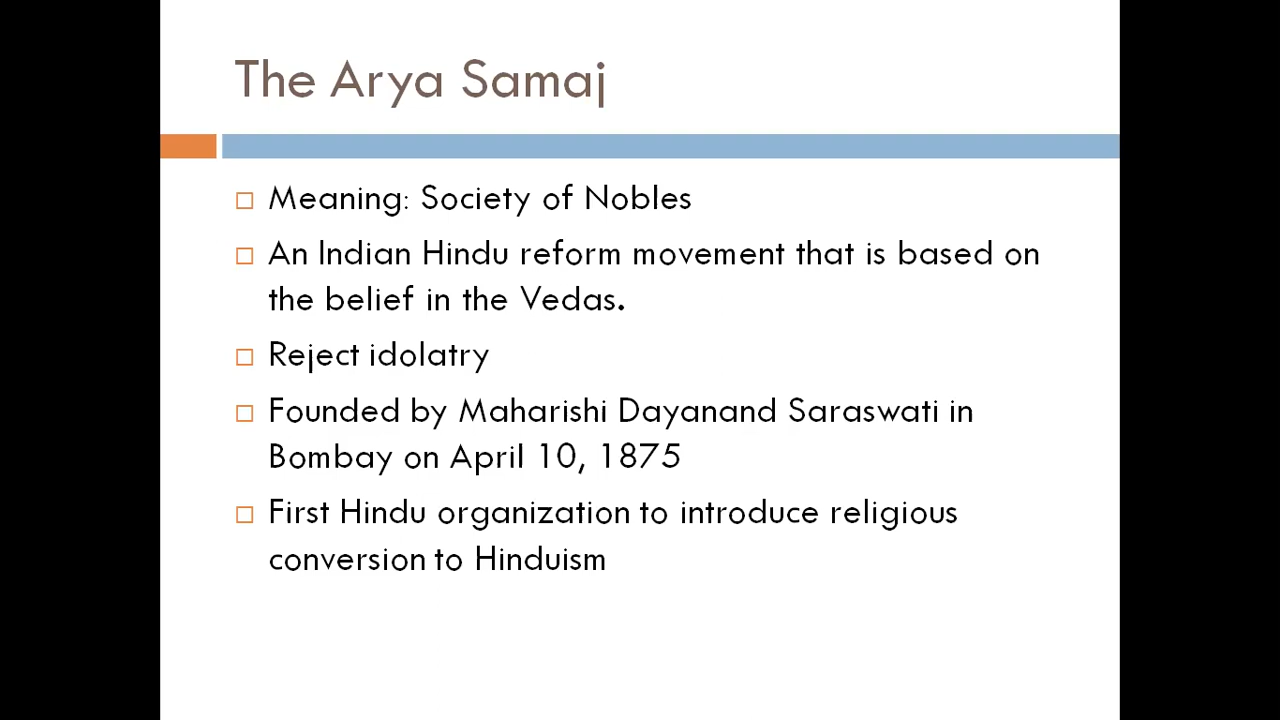 The Arya Samaj
Meaning: Society of Nobles
An Indian Hindu reform movement that is based on
the belief in the Vedas.
Reject idolatry
Founded by Maharishi Dayanand Saraswati in
Bombay on April 10, 1875
First Hindu organization to introduce religious
conversion to Hinduism